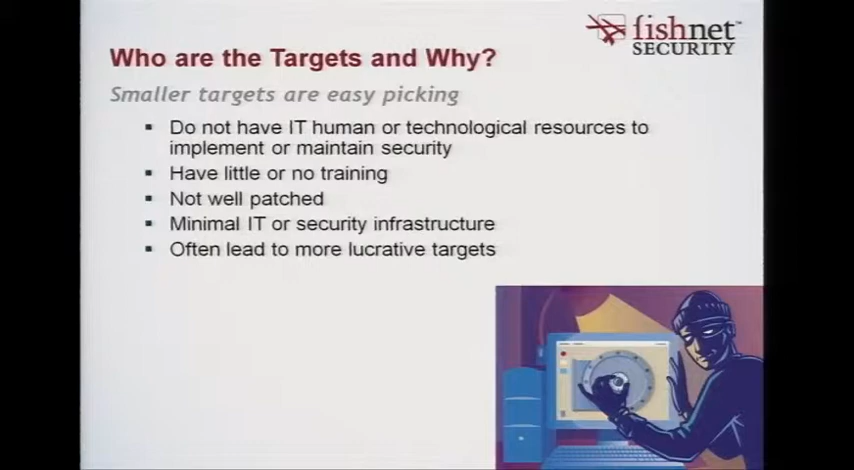 fishnet™
SECURITY
Who are the Targets and Why?
Smaller targets are easy picking
▪ Do not have IT human or technological resources to
implement or maintain security
▪ Have little or no training
▪ Not well patched
▪ Minimal IT or security infrastructure
▪ Often lead to more lucrative targets